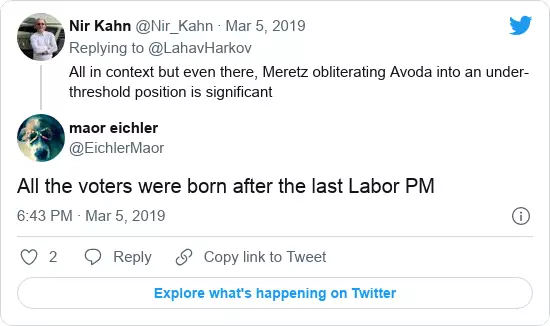 Nir Kahn @Nir_Kahn · Mar 5, 2019
Replying to @LahavHarkov
All in context but even there, Meretz obliterating Avoda into an under-
threshold position is significant
maor eichler
@EichlerMaor
All the voters were born after the last Labor PM
6:43 PM · Mar 5, 2019
2 Reply Copy link to Tweet
Explore what's happening on Twitter